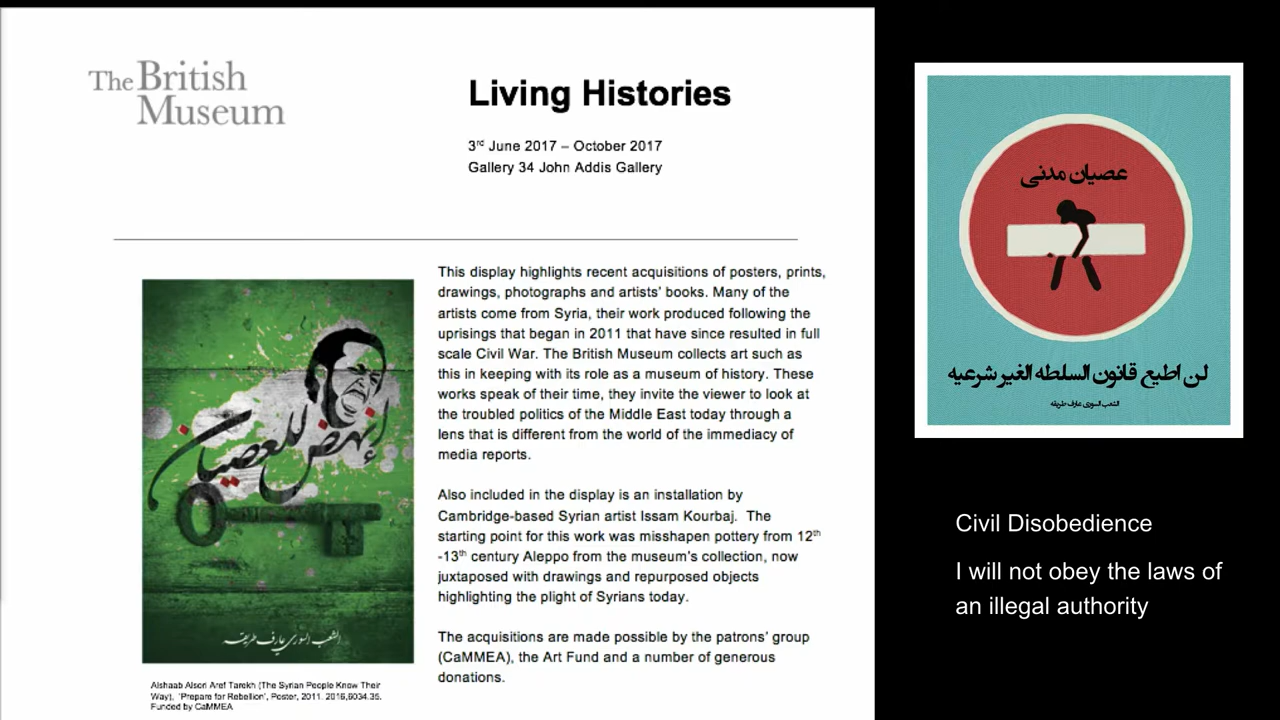 The British
Museum
Living Histories
3rd June 2017 – October 2017
Gallery 34 John Addis Gallery
This display highlights recent acquisitions of posters, prints,
drawings, photographs and artists' books. Many of the
artists come from Syria, their work produced following the
uprisings that began in 2011 that have since resulted in full
scale Civil War. The British Museum collects art such as
this in keeping with its role as a museum of history. These
works speak of their time, they invite the viewer to look at
the troubled politics of the Middle East today through a
lens that is different from the world of the immediacy of
media reports.
Also included in the display is an installation by
Cambridge-based Syrian artist Issam Kourbaj. The
starting point for this work was misshapen pottery from 12th
-13th century Aleppo from the museum's collection, now
juxtaposed with drawings and repurposed objects
highlighting the plight of Syrians today.
The acquisitions are made possible by the patrons' group
(CaMMEA), the Art Fund and a number of generous
donations.
إنهض للعصيان
الشعب السوري عارف طريقه
Alshaab Alsori Aref Tarekh (The Syrian People Know Their
Way), 'Prepare for Rebellion', Poster, 2011. 2016,6034.35.
Funded by CaMMEA
عصيان مدني
لن اطيع قانون السلطه الغير شرعيه
الشعب السوري عارف طريقه
Civil Disobedience
I will not obey the laws of
an illegal authority